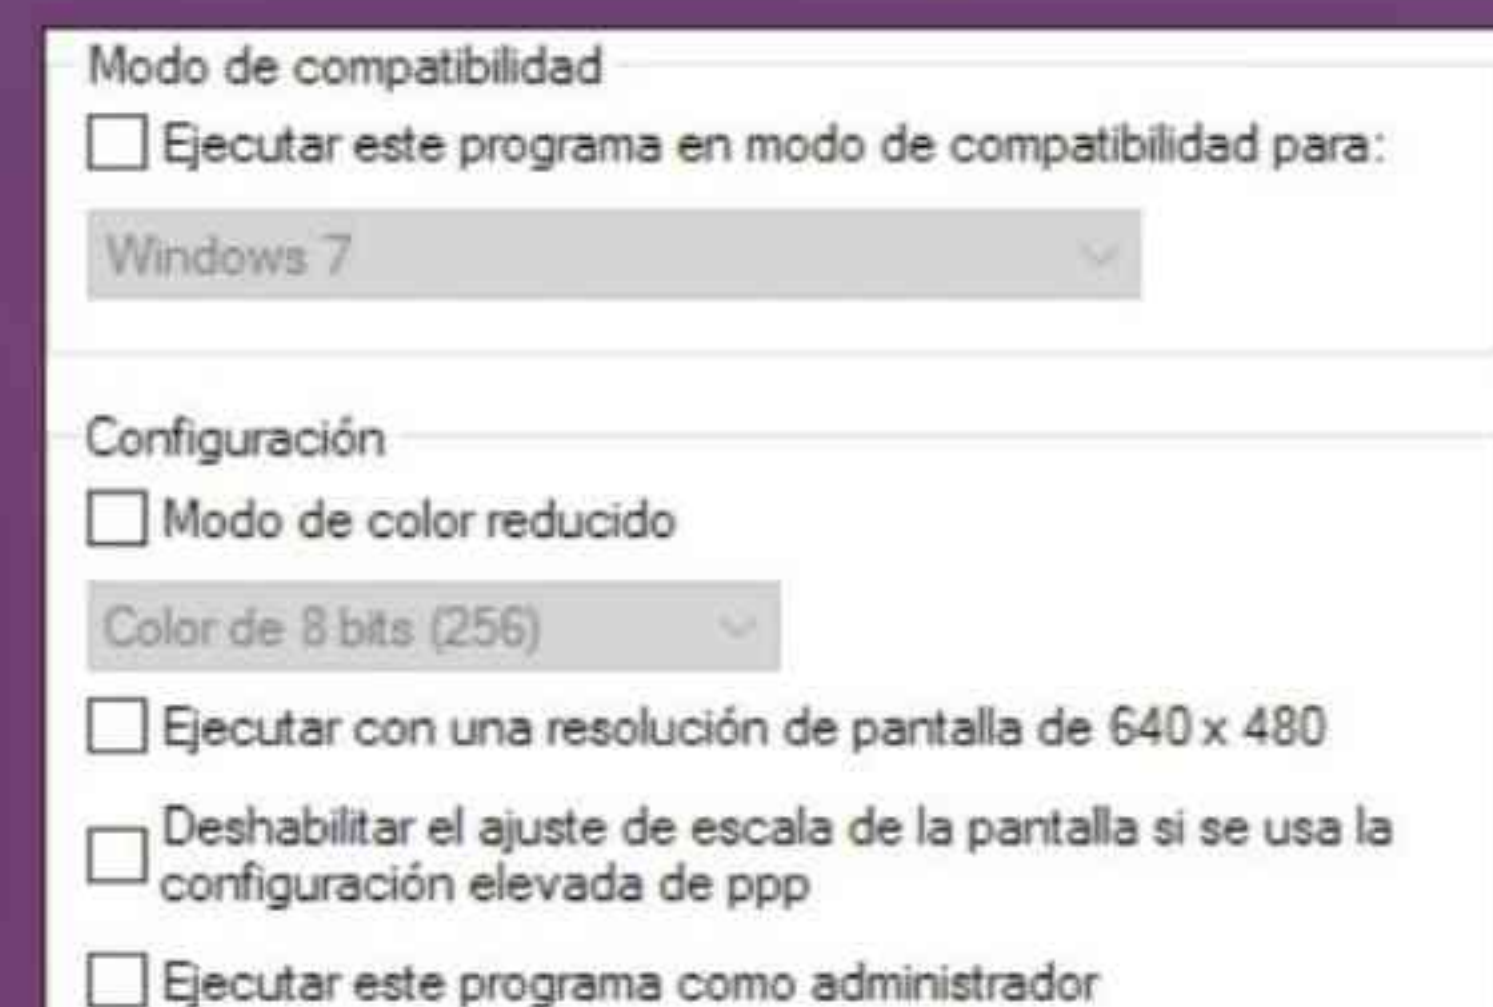 Modo de compatibilidad
Ejecutar este programa en modo de compatibilidad para:
Windows 7
Configuración
Modo de color reducido
Color de 8 bits (256)
Ejecutar con una resolución de pantalla de 640 x 480
Deshabilitar el ajuste de escala de la pantalla si se usa la
configuración elevada de ppp
Ejecutar este programa como administrador